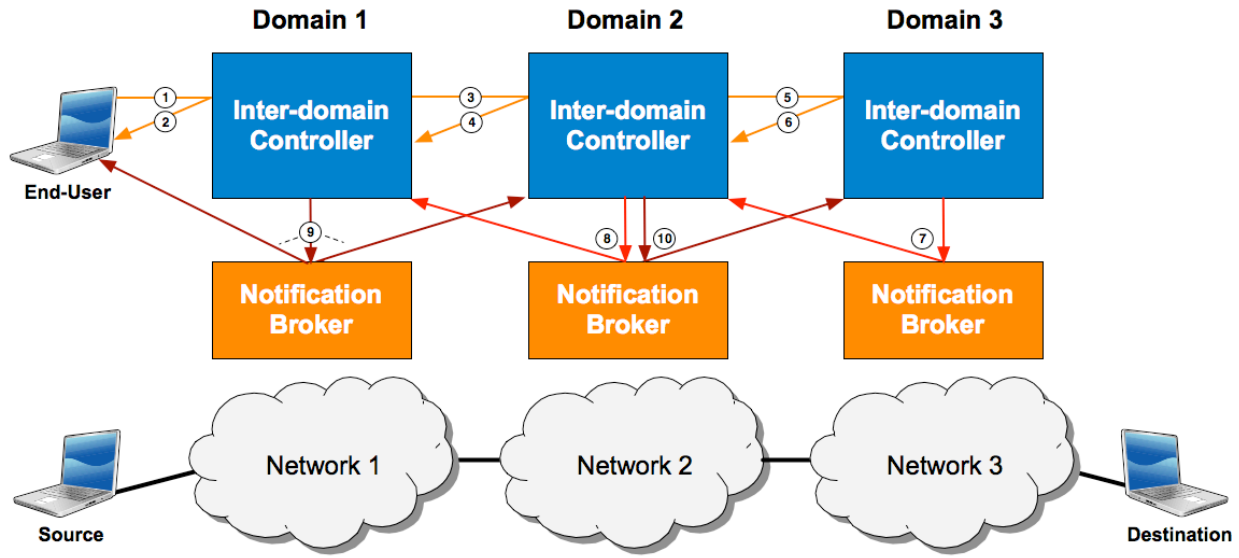 Domain 1
Domain 2
Domain 3
1
2
3
4
5
6
Inter-domain
Controller
Inter-domain
Controller
Inter-domain
Controller
End-User
9
8
10
7
Notification
Broker
Notification
Broker
Notification
Broker
Network 1
Network 2
Network 3
Source
Destination